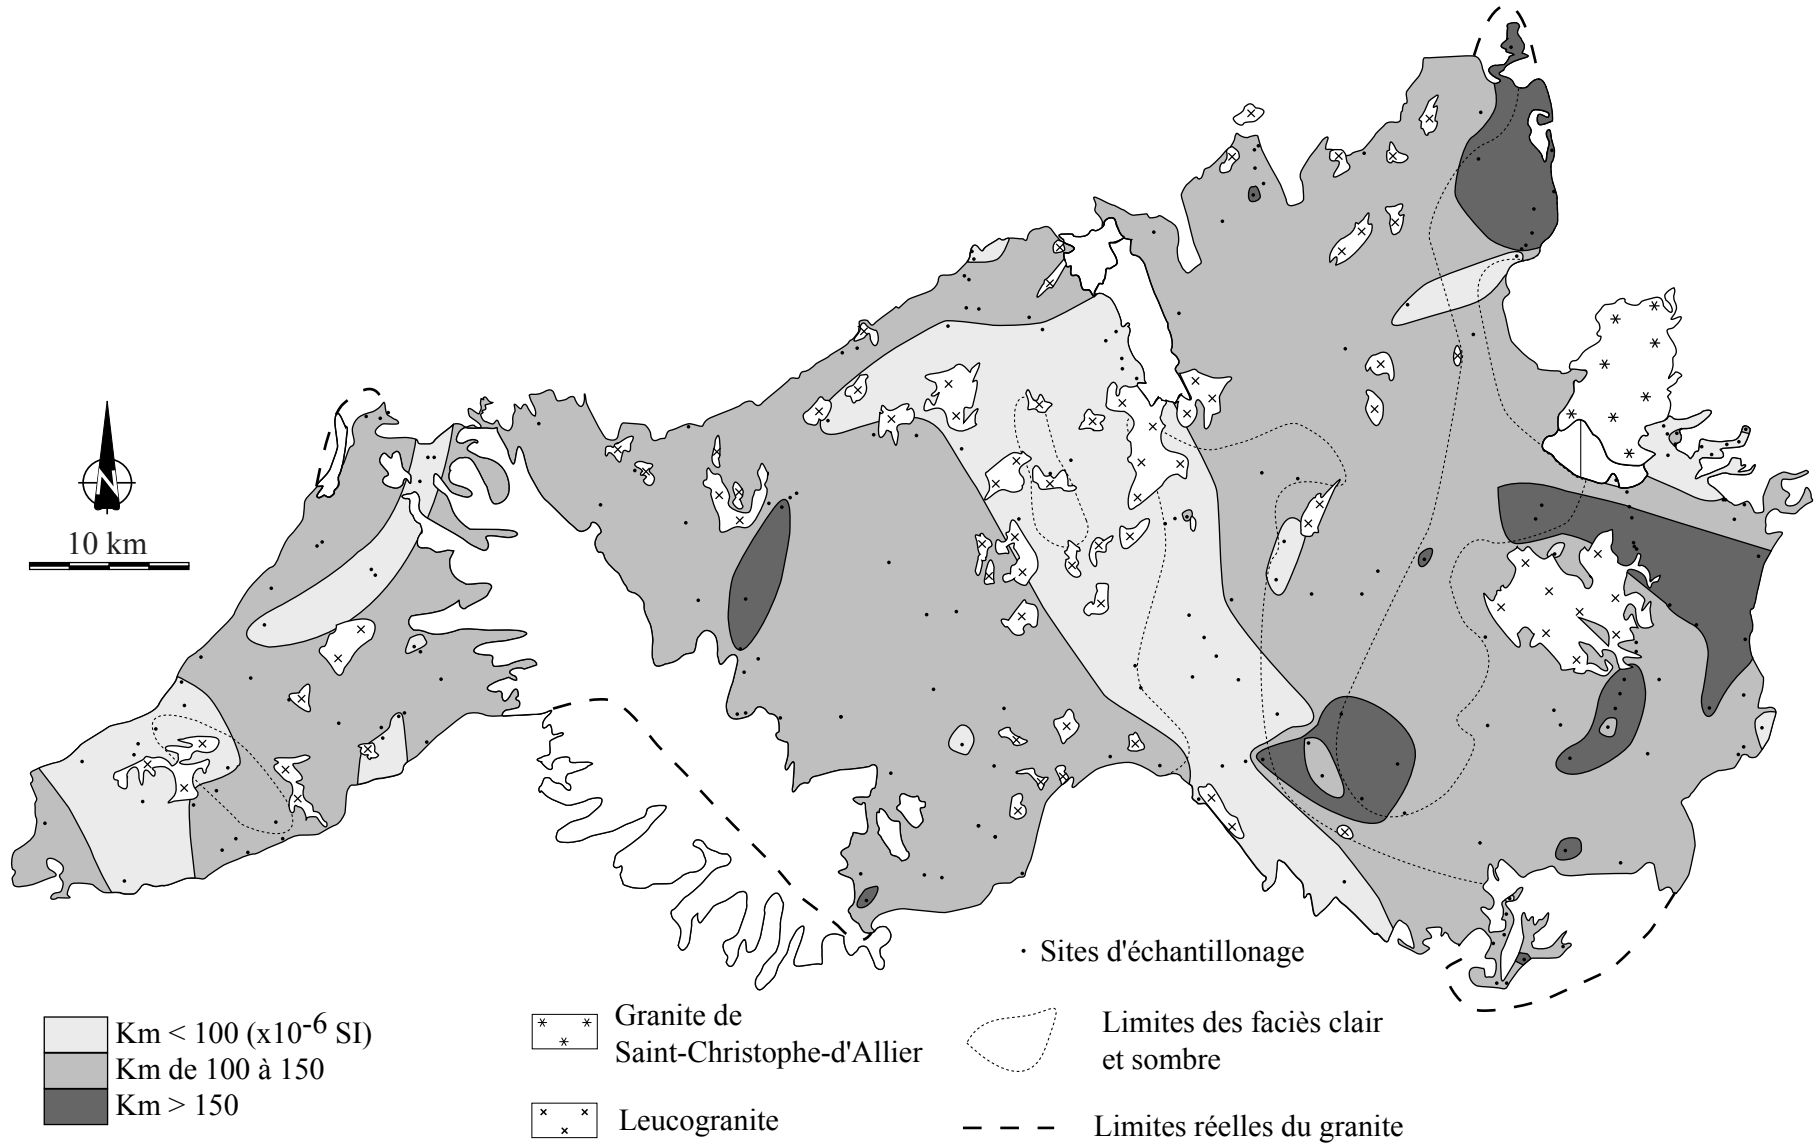 N
10 km
• Sites d'échantillonage
Km < 100 (x10-6 SI)
Km de 100 à 150
Km > 150
Granite de
Saint-Christophe-d'Allier
Leucogranite
Limites des faciès clair
et sombre
Limites réelles du granite